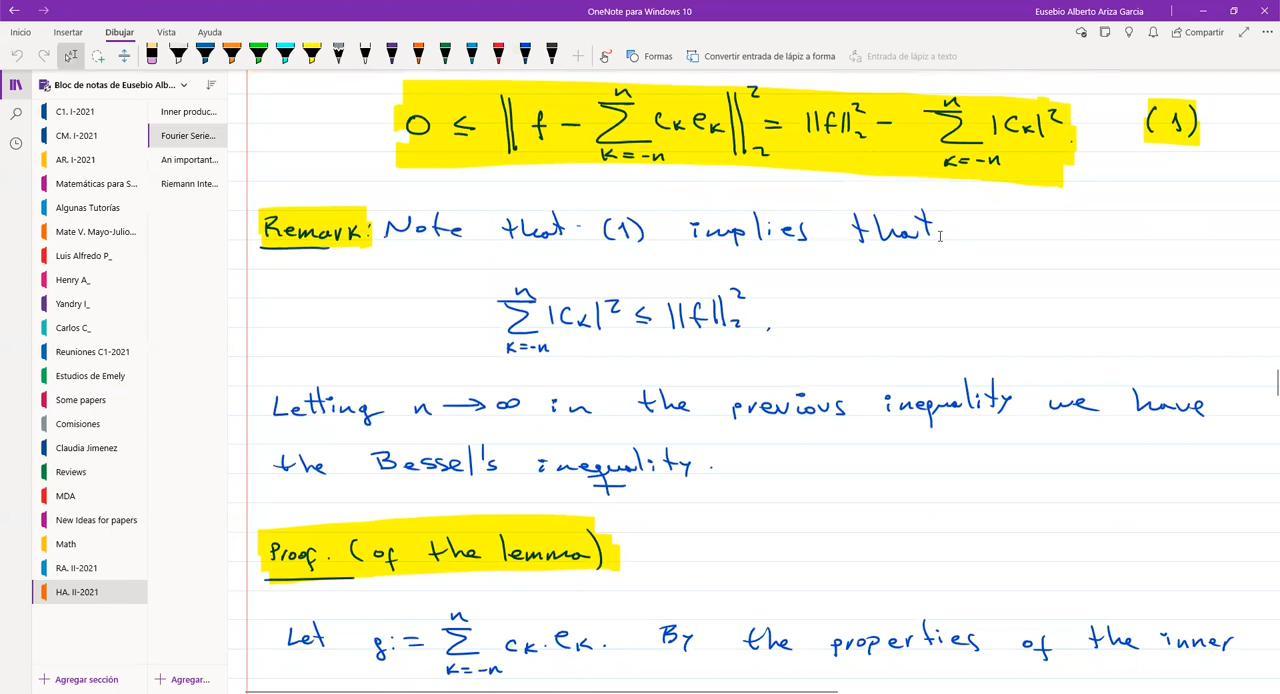 OneNote para Windows 10
Eusebio Alberto Ariza Garcia
Inicio Insertar Dibujar Vista Ayuda
Compartir
Formas
Convertir entrada de lápiz a forma
Entrada de lápiz a texto
Bloc de notas de Eusebio Alb...
C1. I-2021
CM. I-2021
AR. I-2021
Matemáticas para S...
Algunas Tutorías
Mate V. Mayo-Julio...
Luis Alfredo P_
Henry A_
Yandry I_
Carlos C_
Reuniones C1-2021
Estudios de Emely
Some papers
Comisiones
Claudia Jimenez
Reviews
MDA
New Ideas for papers
Math
RA. II-2021
HA. II-2021
Agregar sección
Inner produc...
Fourier Serie...
An important...
Riemann Inte...
Agregar...
0 ≤ ‖ f − ∑_{k=-n}^{n} c_k e_k ‖_2^2 = ‖f‖_2^2 − ∑_{k=-n}^{n} |c_k|^2. (1)
Remark: Note that (1) implies that
∑_{k=-n}^{n} |c_k|^2 ≤ ‖f‖_2^2,
Letting n → ∞ in the previous inequality we have
the Bessel's inequality.
Proof. (of the lemma)
Let g := ∑_{k=-n}^{n} c_k · e_k. By the properties of the inner